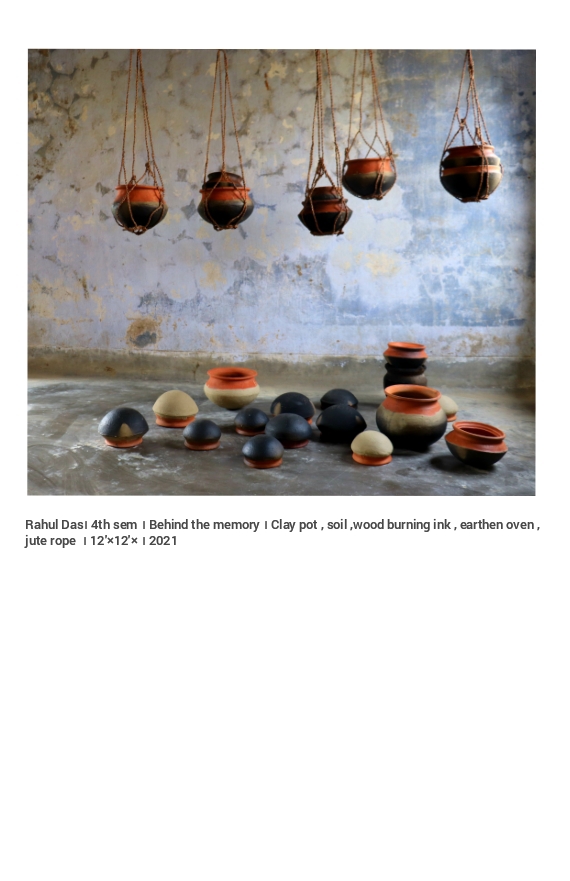 Rahul Das। 4th sem । Behind the memory । Clay pot , soil ,wood burning ink , earthen oven ,
jute rope । 12'×12'× । 2021